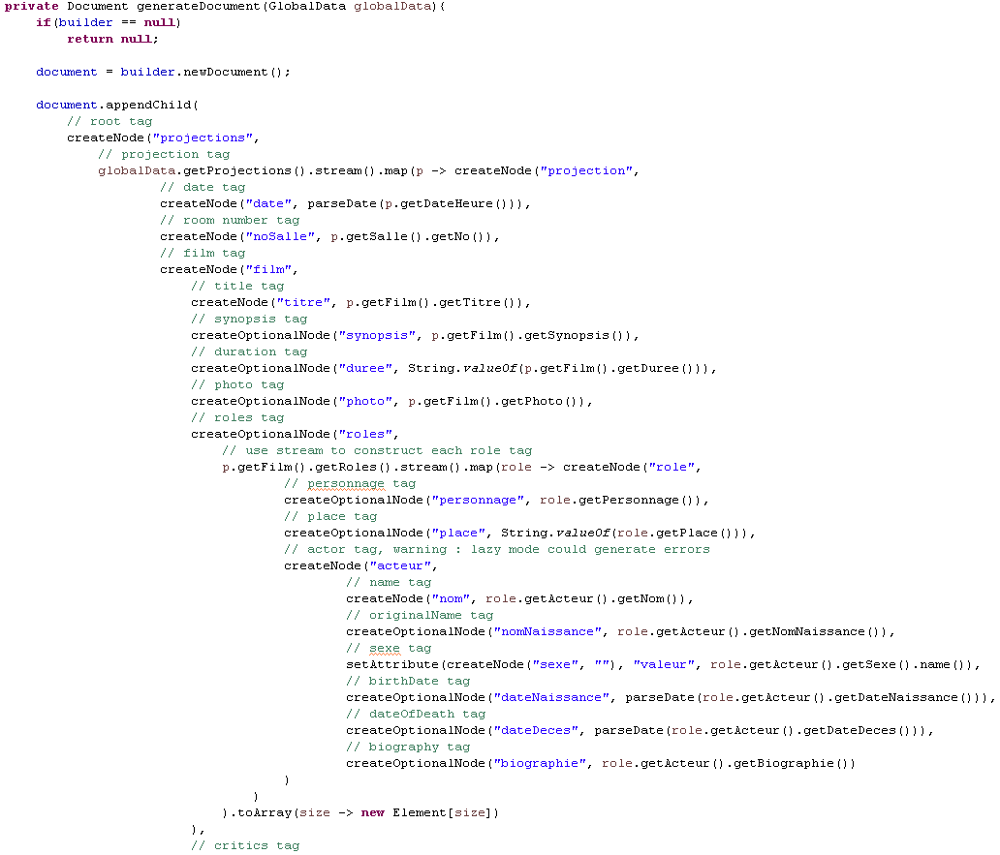 private Document generateDocument(GlobalData globalData){
    if(builder == null)
        return null;

    document = builder.newDocument();

    document.appendChild(
        // root tag
        createNode("projections",
            // projection tag
            globalData.getProjections().stream().map(p -> createNode("projection",
                    // date tag
                    createNode("date", parseDate(p.getDateHeure())),
                    // room number tag
                    createNode("noSalle", p.getSalle().getNo()),
                    // film tag
                    createNode("film",
                        // title tag
                        createNode("titre", p.getFilm().getTitre()),
                        // synopsis tag
                        createOptionalNode("synopsis", p.getFilm().getSynopsis()),
                        // duration tag
                        createOptionalNode("duree", String.valueOf(p.getFilm().getDuree())),
                        // photo tag
                        createOptionalNode("photo", p.getFilm().getPhoto()),
                        // roles tag
                        createOptionalNode("roles",
                            // use stream to construct each role tag
                            p.getFilm().getRoles().stream().map(role -> createNode("role",
                                    // personnage tag
                                    createOptionalNode("personnage", role.getPersonnage()),
                                    // place tag
                                    createOptionalNode("place", String.valueOf(role.getPlace())),
                                    // actor tag, warning : lazy mode could generate errors
                                    createNode("acteur",
                                            // name tag
                                            createNode("nom", role.getActeur().getNom()),
                                            // originalName tag
                                            createOptionalNode("nomNaissance", role.getActeur().getNomNaissance()),
                                            // sexe tag
                                            setAttribute(createNode("sexe", ""), "valeur", role.getActeur().getSexe().name()),
                                            // birthDate tag
                                            createOptionalNode("dateNaissance", parseDate(role.getActeur().getDateNaissance())),
                                            // dateOfDeath tag
                                            createOptionalNode("dateDeces", parseDate(role.getActeur().getDateDeces())),
                                            // biography tag
                                            createOptionalNode("biographie", role.getActeur().getBiographie())
                                    )
                                )
                            ).toArray(size -> new Element[size])
                        ),
                        // critics tag